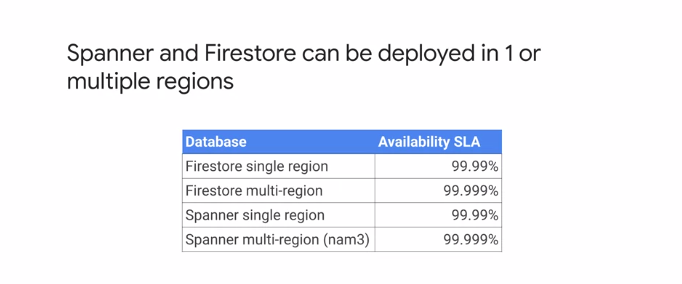 Spanner and Firestore can be deployed in 1 or
multiple regions
Database Availability SLA
Firestore single region 99.99%
Firestore multi-region 99.999%
Spanner single region 99.99%
Spanner multi-region (nam3) 99.999%